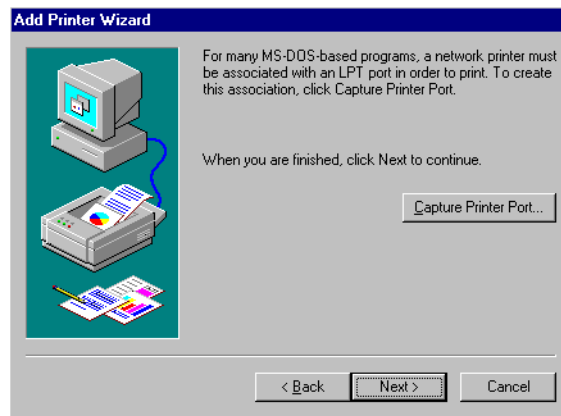 Add Printer Wizard
For many MS-DOS-based programs, a network printer must
be associated with an LPT port in order to print. To create
this association, click Capture Printer Port.
When you are finished, click Next to continue.
Capture Printer Port...
< Back
Next >
Cancel